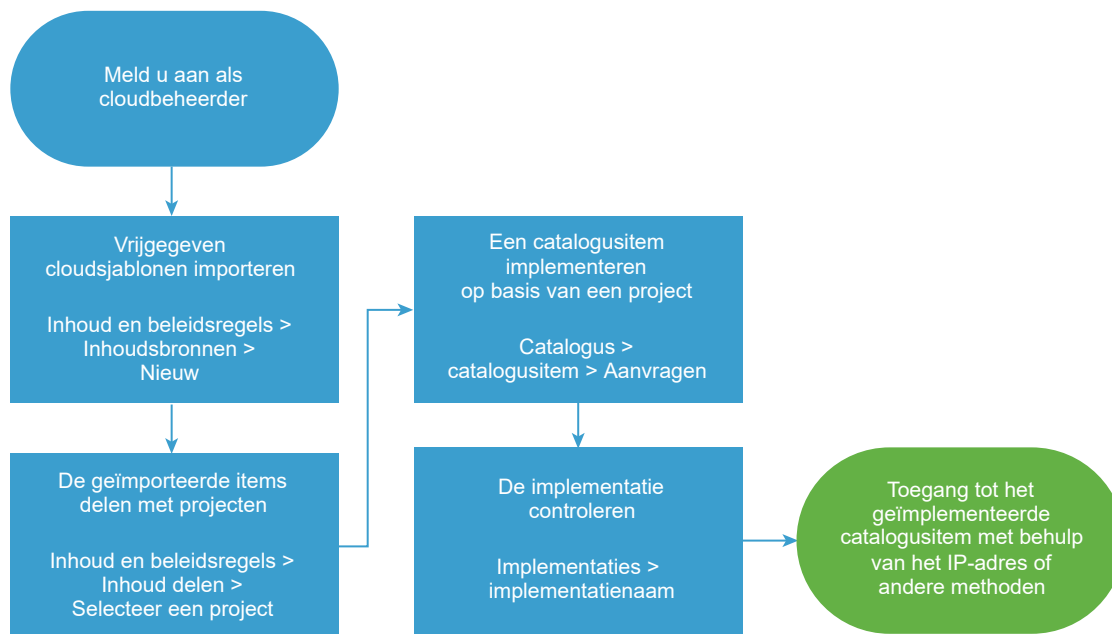 Meld u aan als
cloudbeheerder
Vrijgegeven
cloudsjablonen importeren
Inhoud en beleidsregels >
Inhoudsbronnen >
Nieuw
De geïmporteerde items
delen met projecten
Inhoud en beleidsregels >
Inhoud delen >
Selecteer een project
Een catalogusitem
implementeren
op basis van een project
Catalogus >
catalogusitem > Aanvragen
De implementatie
controleren
Implementaties >
implementatienaam
Toegang tot het
geïmplementeerde
catalogusitem met behulp
van het IP-adres of
andere methoden